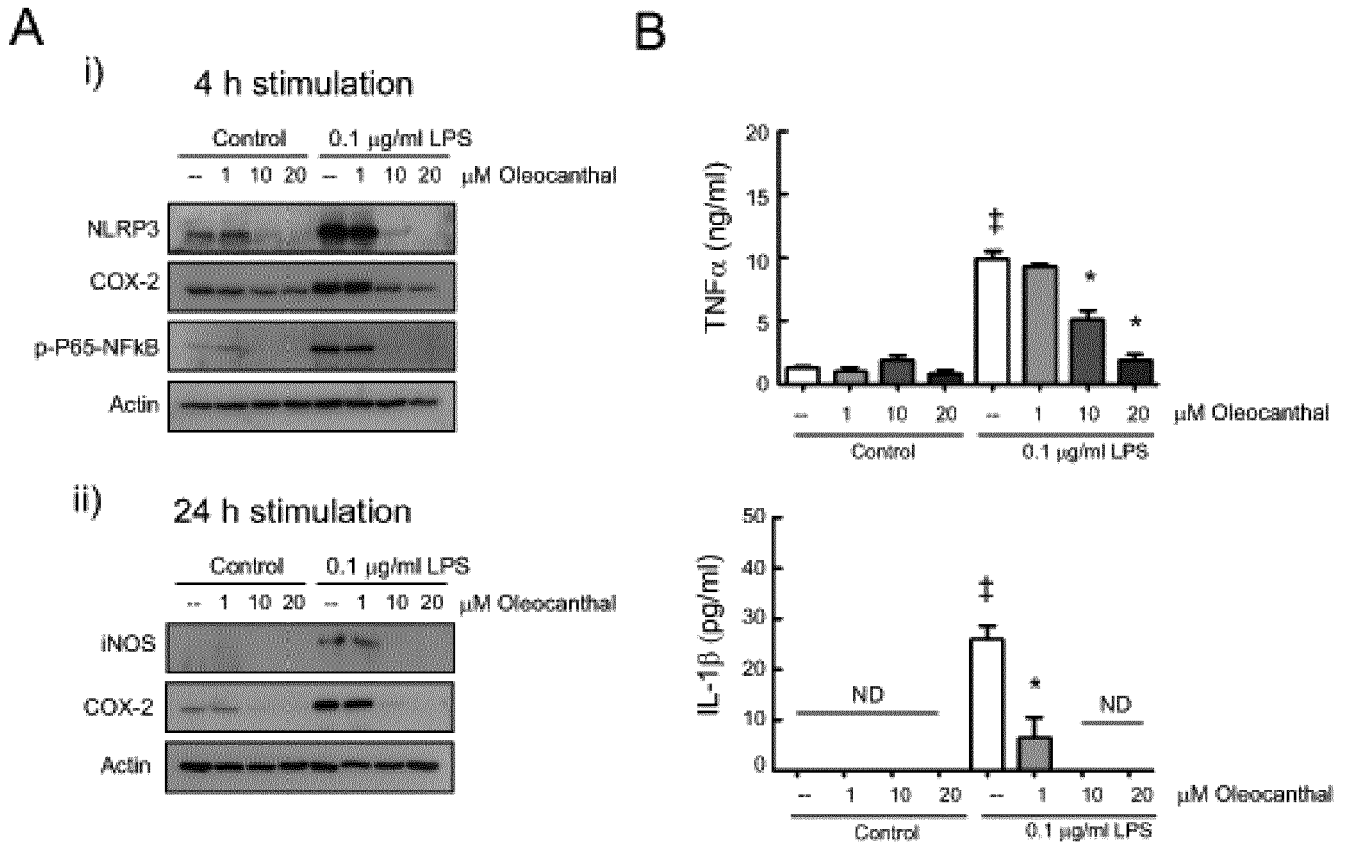 A
i) 4 h stimulation
Control 0.1 µg/ml LPS
-- 1 10 20 -- 1 10 20 µM Oleocanthal
NLRP3
COX-2
p-P65-NFkB
Actin
ii) 24 h stimulation
Control 0.1 µg/ml LPS
-- 1 10 20 -- 1 10 20 µM Oleocanthal
iNOS
COX-2
Actin
B
TNFα (ng/ml)
20
15
10
5
0
‡
*
*
-- 1 10 20 -- 1 10 20 µM Oleocanthal
Control 0.1 µg/ml LPS
IL-1β (pg/ml)
50
40
30
20
10
0
‡
*
ND
ND
-- 1 10 20 -- 1 10 20 µM Oleocanthal
Control 0.1 µg/ml LPS